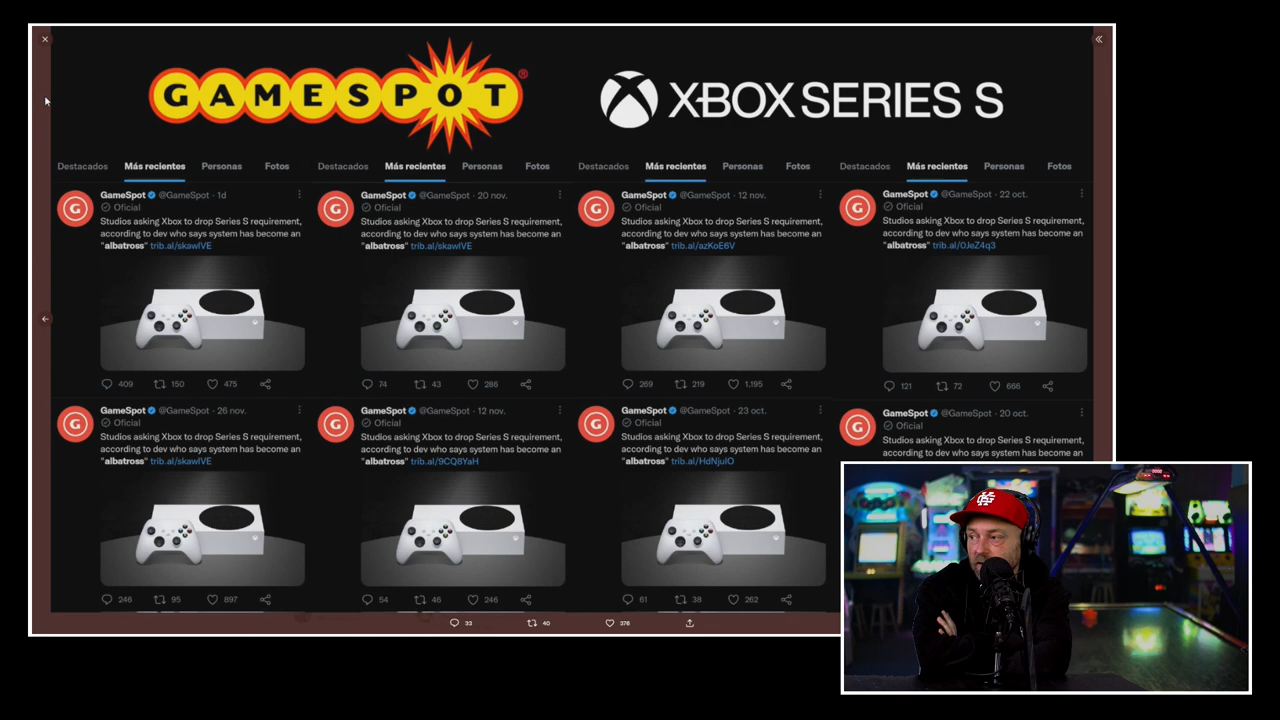 GAMESPOT®
XBOX SERIES S
Destacados Más recientes Personas Fotos
GameSpot @GameSpot · 1d
Oficial
Studios asking Xbox to drop Series S requirement,
according to dev who says system has become an
"albatross" trib.al/skawIVE
409 150 475
GameSpot @GameSpot · 26 nov.
Oficial
Studios asking Xbox to drop Series S requirement,
according to dev who says system has become an
"albatross" trib.al/skawIVE
246 95 897
Destacados Más recientes Personas Fotos
GameSpot @GameSpot · 20 nov.
Oficial
Studios asking Xbox to drop Series S requirement,
according to dev who says system has become an
"albatross" trib.al/skawIVE
74 43 286
GameSpot @GameSpot · 12 nov.
Oficial
Studios asking Xbox to drop Series S requirement,
according to dev who says system has become an
"albatross" trib.al/9CQ8YaH
54 46 246
Destacados Más recientes Personas Fotos
GameSpot @GameSpot · 12 nov.
Oficial
Studios asking Xbox to drop Series S requirement,
according to dev who says system has become an
"albatross" trib.al/azKoE6V
269 219 1,195
GameSpot @GameSpot · 23 oct.
Oficial
Studios asking Xbox to drop Series S requirement,
according to dev who says system has become an
"albatross" trib.al/HdNjuIO
61 38 262
Destacados Más recientes Personas Fotos
GameSpot @GameSpot · 22 oct.
Oficial
Studios asking Xbox to drop Series S requirement,
according to dev who says system has become an
"albatross" trib.al/0JeZ4q3
121 72 666
GameSpot @GameSpot · 20 oct.
Oficial
Studios asking Xbox to drop Series S requirement,
according to dev who says system has become an
33 40 376